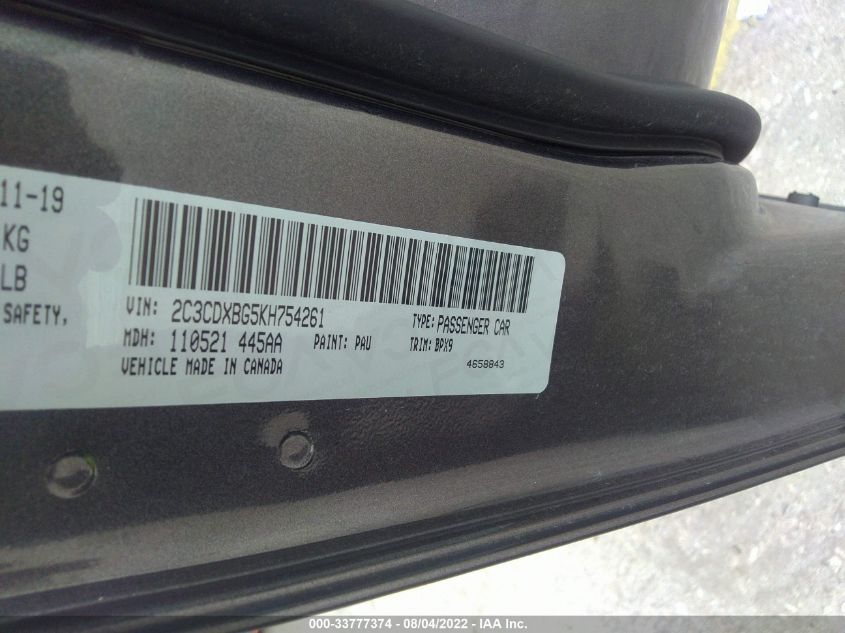 11-19
KG
LB
SAFETY,
VIN: 2C3CDXBG5KH754261 TYPE: PASSENGER CAR
MDH: 110521 445AA PAINT: PAU TRIM: BPX9
VEHICLE MADE IN CANADA 4658843
000-33777374 - 08/04/2022 - IAA Inc.